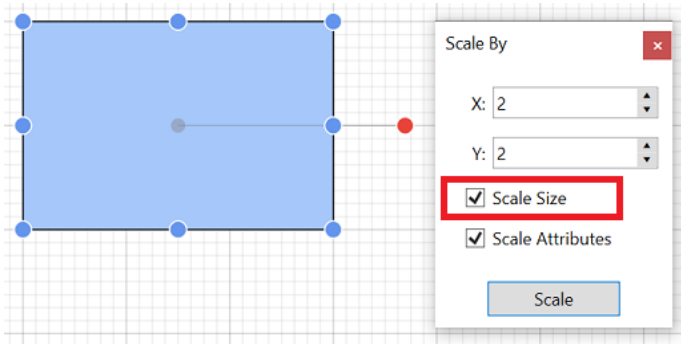 Scale By
X: 2
Y: 2
Scale Size
Scale Attributes
Scale